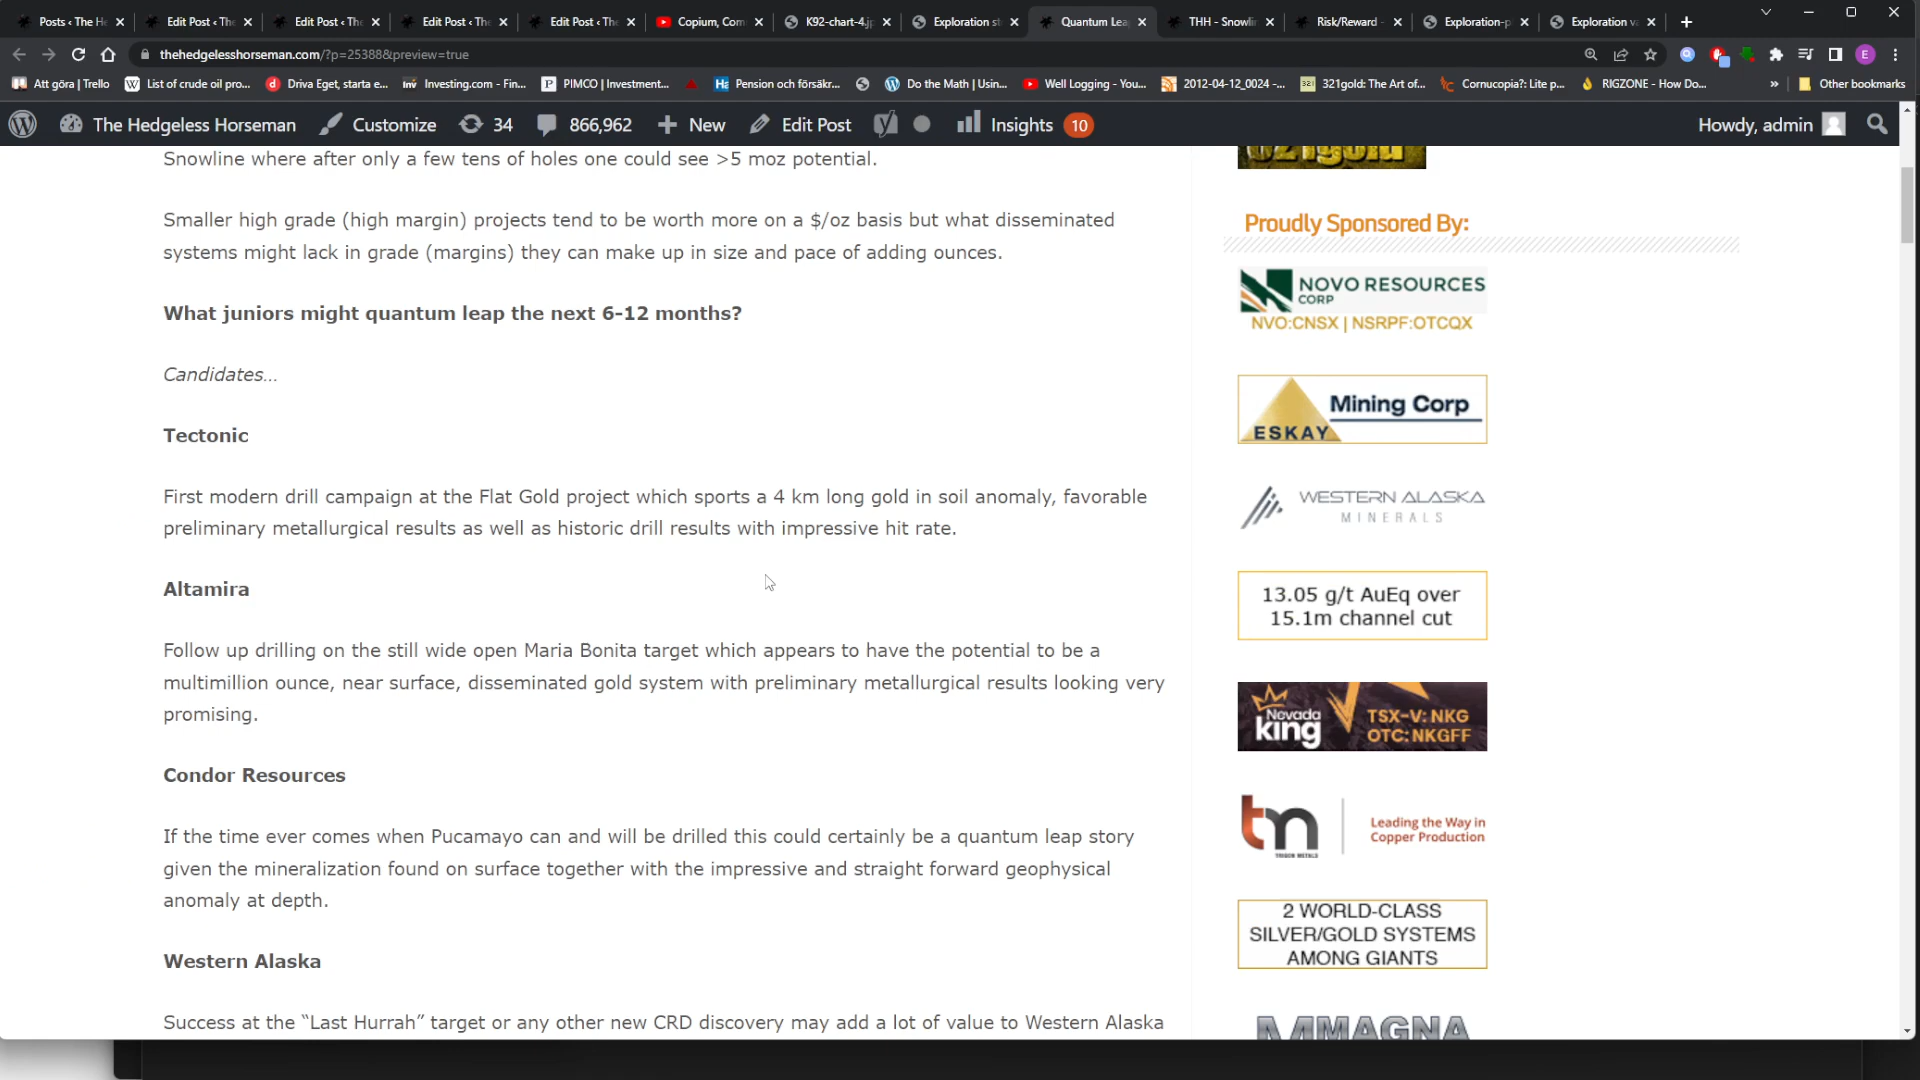 Posts ‹ The H
Edit Post ‹ The
Edit Post ‹ The
Edit Post ‹ The
Edit Post ‹ The
Copium, Com
K92-chart-4.j
Exploration s
Quantum Lea
THH - Snowli
Risk/Reward
Exploration-p
Exploration v
thehedgelesshorseman.com/?p=25388&preview=true
E
Att göra | Trello
List of crude oil pro...
Driva Eget, starta e...
Investing.com - Fin...
PIMCO | Investment...
Pension och försäkr...
Do the Math | Usin...
Well Logging - You...
2012-04-12_0024 -...
321gold: The Art of...
Cornucopia?: Lite p...
RIGZONE - How Do...
»
Other bookmarks
The Hedgeless Horseman
Customize
34
866,962
New
Edit Post
Insights 10
Howdy, admin
Snowline where after only a few tens of holes one could see >5 moz potential.
Smaller high grade (high margin) projects tend to be worth more on a $/oz basis but what disseminated
systems might lack in grade (margins) they can make up in size and pace of adding ounces.
What juniors might quantum leap the next 6-12 months?
Candidates…
Tectonic
First modern drill campaign at the Flat Gold project which sports a 4 km long gold in soil anomaly, favorable
preliminary metallurgical results as well as historic drill results with impressive hit rate.
Altamira
Follow up drilling on the still wide open Maria Bonita target which appears to have the potential to be a
multimillion ounce, near surface, disseminated gold system with preliminary metallurgical results looking very
promising.
Condor Resources
If the time ever comes when Pucamayo can and will be drilled this could certainly be a quantum leap story
given the mineralization found on surface together with the impressive and straight forward geophysical
anomaly at depth.
Western Alaska
Success at the “Last Hurrah” target or any other new CRD discovery may add a lot of value to Western Alaska
321gold
Proudly Sponsored By:
NOVO RESOURCES
CORP
NVO:CNSX | NSRPF:OTCQX
Mining Corp
ESKAY
WESTERN ALASKA
MINERALS
13.05 g/t AuEq over
15.1m channel cut
Nevada
king
TSX-V: NKG
OTC: NKGFF
tm
TRIGON METALS
Leading the Way in
Copper Production
2 WORLD-CLASS
SILVER/GOLD SYSTEMS
AMONG GIANTS
MAGNA